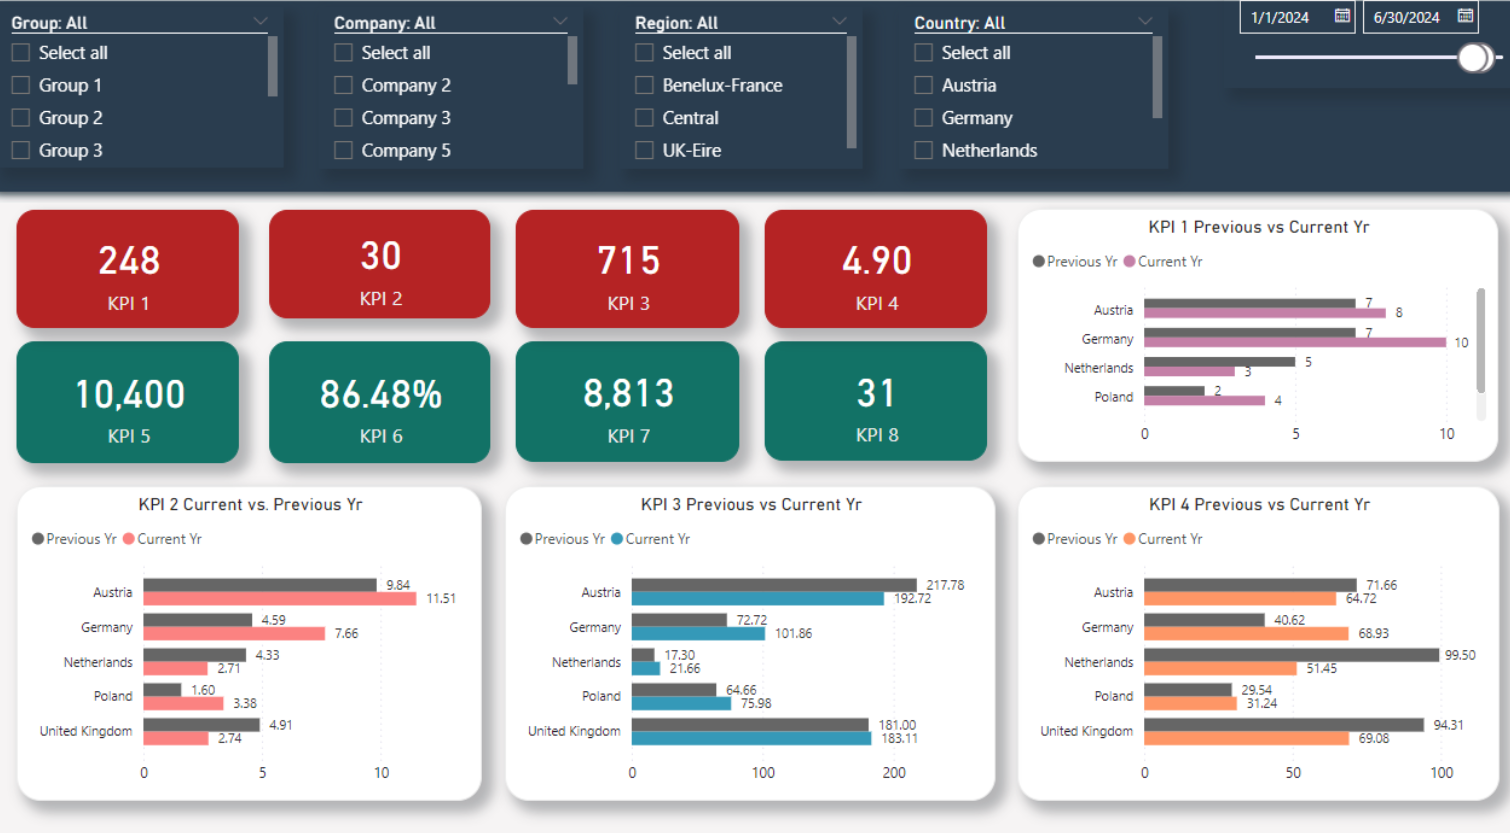 Group: All
Select all
Group 1
Group 2
Group 3
Company: All
Select all
Company 2
Company 3
Company 5
Region: All
Select all
Benelux-France
Central
UK-Eire
Country: All
Select all
Austria
Germany
Netherlands
1/1/2024
6/30/2024
248
KPI 1
30
KPI 2
715
KPI 3
4.90
KPI 4
10,400
KPI 5
86.48%
KPI 6
8,813
KPI 7
31
KPI 8
KPI 1 Previous vs Current Yr
Previous Yr Current Yr
Austria 7
8
Germany 7
10
Netherlands 5
3
Poland 2
4
0 5 10
KPI 2 Current vs. Previous Yr
Previous Yr Current Yr
Austria 9.84
11.51
Germany 4.59
7.66
Netherlands 4.33
2.71
Poland 1.60
3.38
United Kingdom 4.91
2.74
0 5 10
KPI 3 Previous vs Current Yr
Previous Yr Current Yr
Austria 217.78
192.72
Germany 72.72
101.86
Netherlands 17.30
21.66
Poland 64.66
75.98
United Kingdom 181.00
183.11
0 100 200
KPI 4 Previous vs Current Yr
Previous Yr Current Yr
Austria 71.66
64.72
Germany 40.62
68.93
Netherlands 99.50
51.45
Poland 29.54
31.24
United Kingdom 94.31
69.08
0 50 100